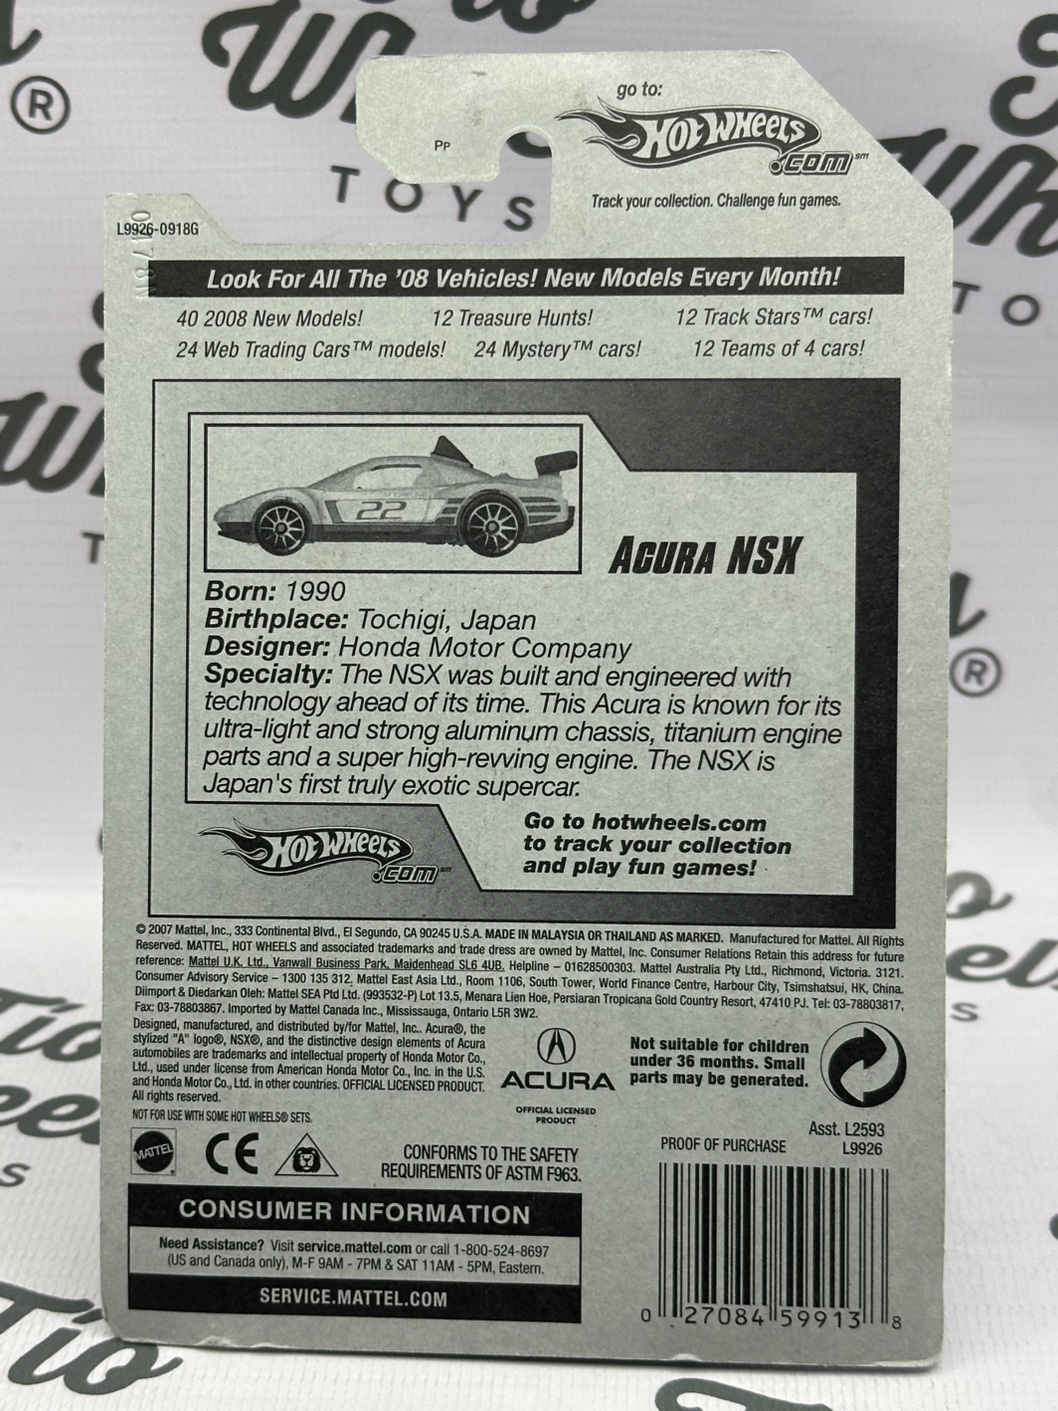 go to:
HOT WHEELS
.COM℠
PP
Track your collection. Challenge fun games.
L9926-0918G
Look For All The '08 Vehicles! New Models Every Month!
40 2008 New Models! 12 Treasure Hunts! 12 Track Stars™ cars!
24 Web Trading Cars™ models! 24 Mystery™ cars! 12 Teams of 4 cars!
22
ACURA NSX
Born: 1990
Birthplace: Tochigi, Japan
Designer: Honda Motor Company
Specialty: The NSX was built and engineered with
technology ahead of its time. This Acura is known for its
ultra-light and strong aluminum chassis, titanium engine
parts and a super high-revving engine. The NSX is
Japan's first truly exotic supercar.
HOT WHEELS
.COM℠
Go to hotwheels.com
to track your collection
and play fun games!
© 2007 Mattel, Inc., 333 Continental Blvd., El Segundo, CA 90245 U.S.A. MADE IN MALAYSIA OR THAILAND AS MARKED. Manufactured for Mattel. All Rights
Reserved. MATTEL, HOT WHEELS and associated trademarks and trade dress are owned by Mattel, Inc. Consumer Relations Retain this address for future
reference: Mattel U.K. Ltd., Vanwall Business Park, Maidenhead SL6 4UB. Helpline – 01628500303. Mattel Australia Pty Ltd., Richmond, Victoria. 3121.
Consumer Advisory Service – 1300 135 312. Mattel East Asia Ltd., Room 1106, South Tower, World Finance Centre, Harbour City, Tsimshatsui, HK, China.
Diimport & Diedarkan Oleh: Mattel SEA Ptd Ltd. (993532-P) Lot 13.5, Menara Lien Hoe, Persiaran Tropicana Gold Country Resort, 47410 PJ. Tel: 03-78803817,
Fax: 03-78803867. Imported by Mattel Canada Inc., Mississauga, Ontario L5R 3W2.
Designed, manufactured, and distributed by/for Mattel, Inc.. Acura®, the
stylized "A" logo®, NSX®, and the distinctive design elements of Acura
automobiles are trademarks and intellectual property of Honda Motor Co.,
Ltd., used under license from American Honda Motor Co., Inc. in the U.S.
and Honda Motor Co., Ltd. in other countries. OFFICIAL LICENSED PRODUCT.
All rights reserved.
NOT FOR USE WITH SOME HOT WHEELS® SETS.
ACURA
OFFICIAL LICENSED
PRODUCT
Not suitable for children
under 36 months. Small
parts may be generated.
Asst. L2593
L9926
PROOF OF PURCHASE
MATTEL
CE
CONFORMS TO THE SAFETY
REQUIREMENTS OF ASTM F963.
CONSUMER INFORMATION
Need Assistance? Visit service.mattel.com or call 1-800-524-8697
(US and Canada only), M-F 9AM - 7PM & SAT 11AM - 5PM, Eastern.
SERVICE.MATTEL.COM
0 27084 59913 8
TOYS
®
®
Tio